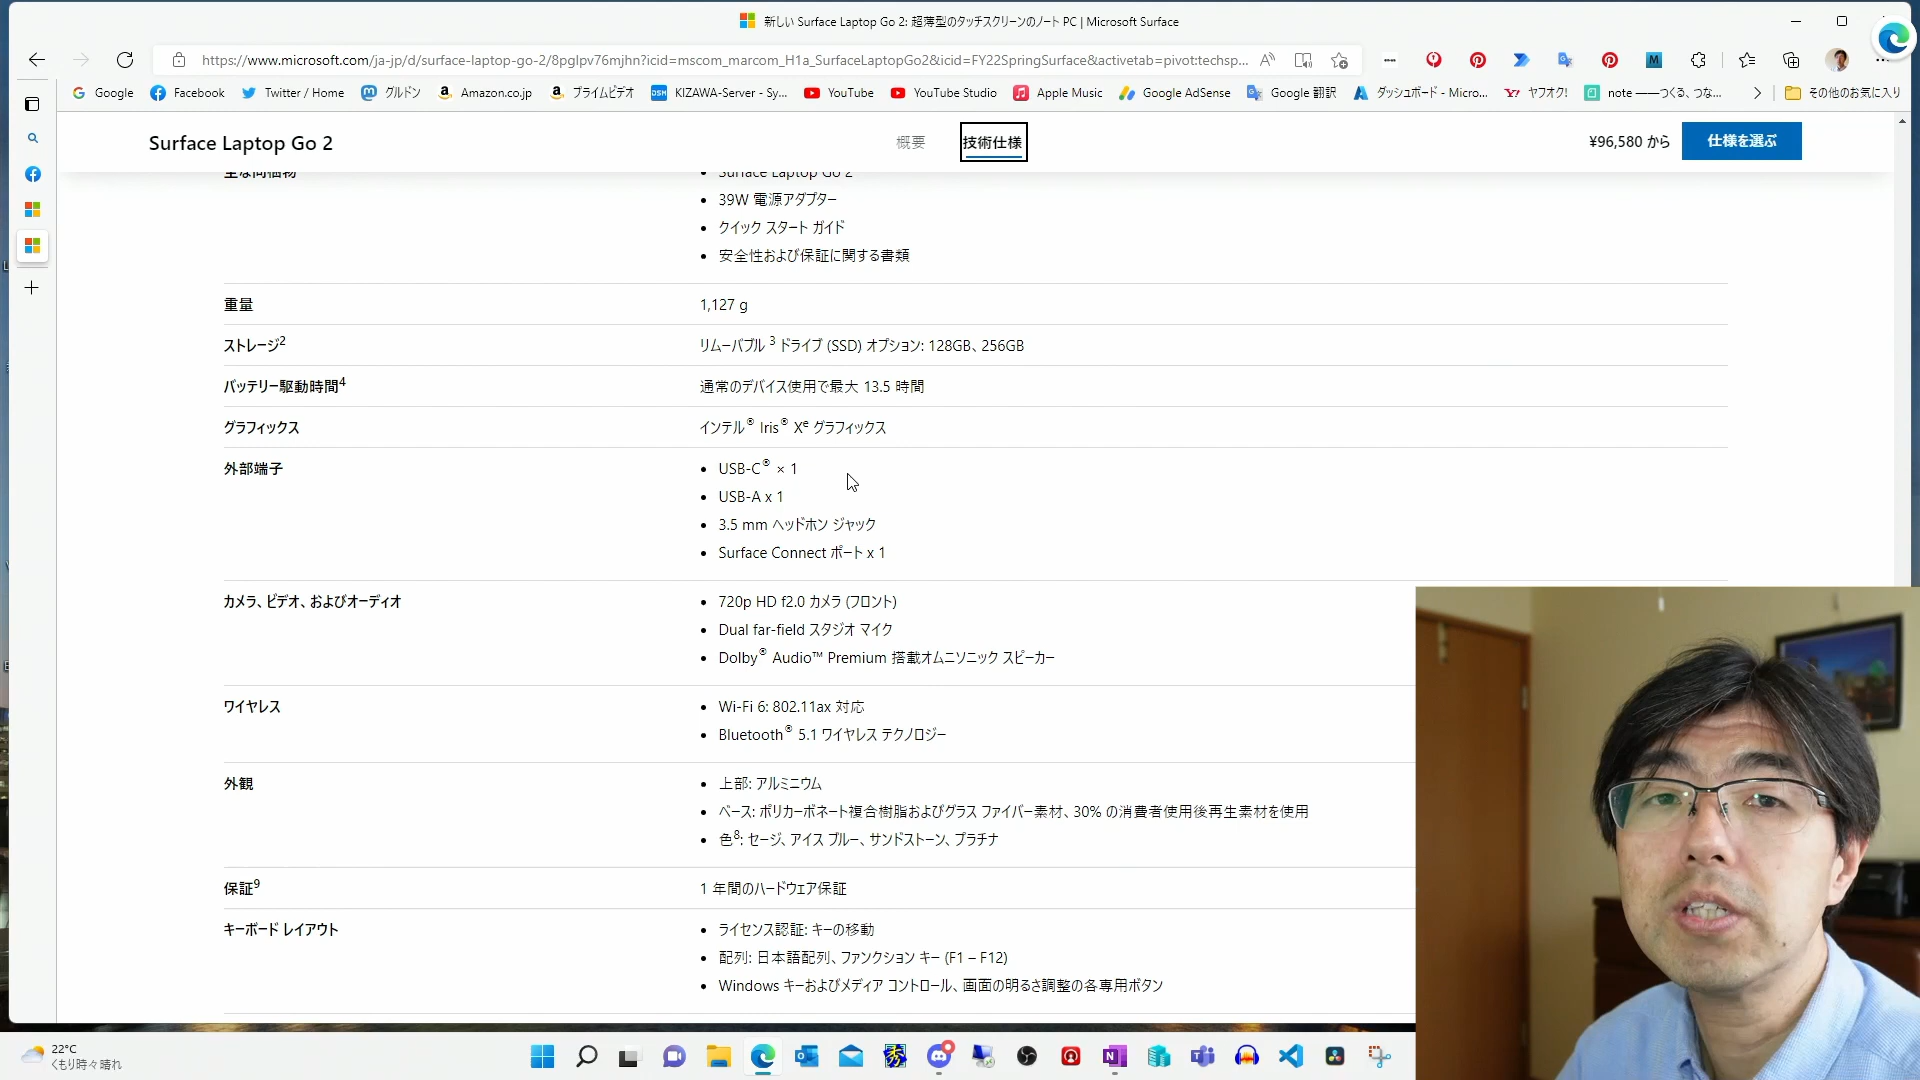 新しい Surface Laptop Go 2: 超薄型のタッチスクリーンのノート PC | Microsoft Surface
https://www.microsoft.com/ja-jp/d/surface-laptop-go-2/8pglpv76mjhn?icid=mscom_marcom_H1a_SurfaceLaptopGo2&icid=FY22SpringSurface&activetab=pivot:techsp...
Google Facebook Twitter / Home グルドン Amazon.co.jp プライムビデオ KIZAWA-Server - Sy... YouTube YouTube Studio Apple Music Google AdSense Google 翻訳 ダッシュボード - Micro... ヤフオク! note ――つくる、つな... その他のお気に入り
Surface Laptop Go 2 概要 技術仕様 ¥96,580 から 仕様を選ぶ
主な同梱物 • Surface Laptop Go 2
• 39W 電源アダプター
• クイック スタート ガイド
• 安全性および保証に関する書類
重量 1,127 g
ストレージ2 リムーバブル 3 ドライブ (SSD) オプション: 128GB、256GB
バッテリー駆動時間4 通常のデバイス使用で最大 13.5 時間
グラフィックス インテル® Iris® Xe グラフィックス
外部端子 • USB-C® × 1
• USB-A x 1
• 3.5 mm ヘッドホン ジャック
• Surface Connect ポート x 1
カメラ、ビデオ、およびオーディオ • 720p HD f2.0 カメラ (フロント)
• Dual far-field スタジオ マイク
• Dolby® Audio™ Premium 搭載オムニソニック スピーカー
ワイヤレス • Wi-Fi 6: 802.11ax 対応
• Bluetooth® 5.1 ワイヤレス テクノロジー
外観 • 上部: アルミニウム
• ベース: ポリカーボネート複合樹脂およびグラス ファイバー素材、30% の消費者使用後再生素材を使用
• 色8: セージ、アイス ブルー、サンドストーン、プラチナ
保証9 1 年間のハードウェア保証
キーボード レイアウト • ライセンス認証: キーの移動
• 配列: 日本語配列、ファンクション キー (F1 – F12)
• Windows キーおよびメディア コントロール、画面の明るさ調整の各専用ボタン
22°C
くもり時々晴れ